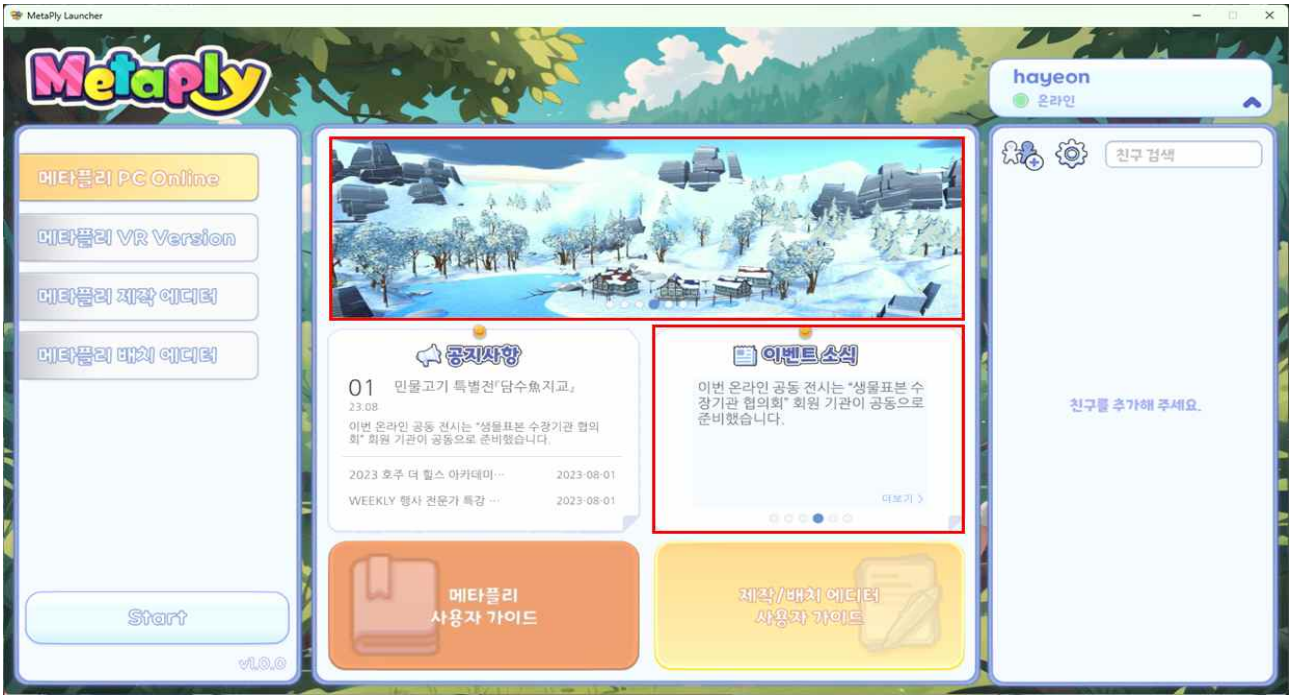 MetaPly Launcher
Metaply
hayeon
온라인
메타플리 PC Online
메타플리 VR Version
메타플리 제작 에디터
메타플리 배치 에디터
Start
v1.0.0
공지사항
01 민물고기 특별전『담수魚지교』
23.08
이번 온라인 공동 전시는 "생물표본 수장기관 협의
회" 회원 기관이 공동으로 준비했습니다.
2023 호주 더 힐스 아카데미··· 2023-08-01
WEEKLY 행사 전문가 특강 ··· 2023-08-01
이벤트 소식
이번 온라인 공동 전시는 "생물표본 수
장기관 협의회" 회원 기관이 공동으로
준비했습니다.
더보기 >
메타플리
사용자 가이드
제작/배치 에디터
사용자 가이드
친구 검색
친구를 추가해 주세요.